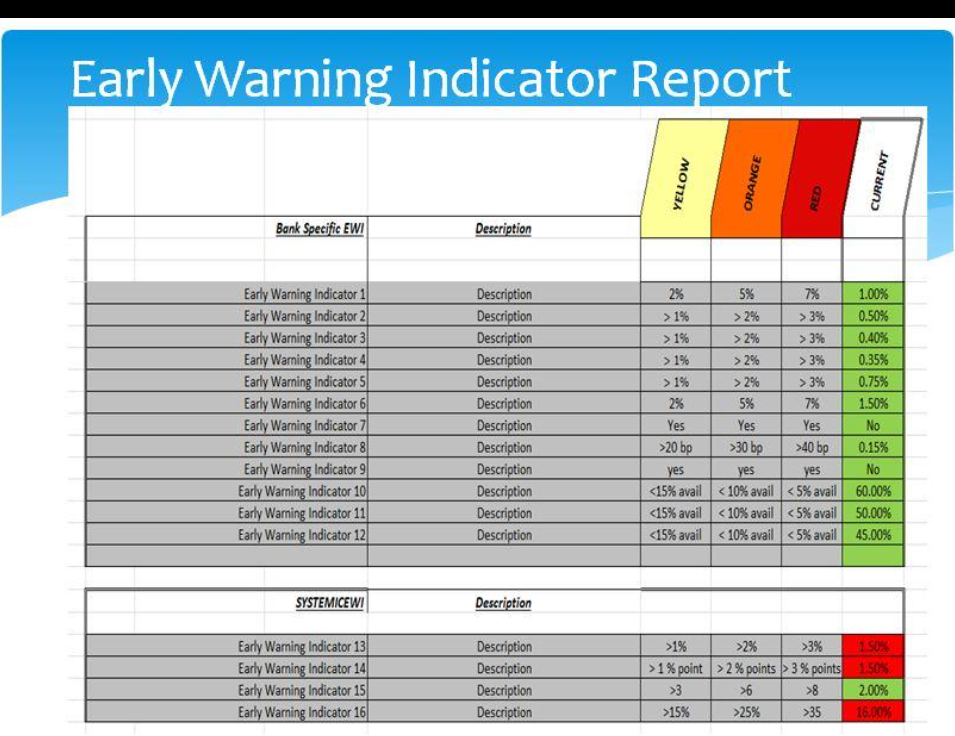 Early Warning Indicator Report
YELLOW ORANGE RED CURRENT
Bank Specific EWI Description
Early Warning Indicator 1 Description 2% 5% 7% 1.00%
Early Warning Indicator 2 Description > 1% > 2% > 3% 0.50%
Early Warning Indicator 3 Description > 1% > 2% > 3% 0.40%
Early Warning Indicator 4 Description > 1% > 2% > 3% 0.35%
Early Warning Indicator 5 Description > 1% > 2% > 3% 0.75%
Early Warning Indicator 6 Description 2% 5% 7% 1.50%
Early Warning Indicator 7 Description Yes Yes Yes No
Early Warning Indicator 8 Description >20 bp >30 bp >40 bp 0.15%
Early Warning Indicator 9 Description yes yes yes No
Early Warning Indicator 10 Description <15% avail < 10% avail < 5% avail 60.00%
Early Warning Indicator 11 Description <15% avail < 10% avail < 5% avail 50.00%
Early Warning Indicator 12 Description <15% avail < 10% avail < 5% avail 45.00%
SYSTEMICEWI Description
Early Warning Indicator 13 Description >1% >2% >3% 1.50%
Early Warning Indicator 14 Description > 1 % point > 2 % points > 3 % points 1.50%
Early Warning Indicator 15 Description >3 >6 >8 2.00%
Early Warning Indicator 16 Description >15% >25% >35 16.00%